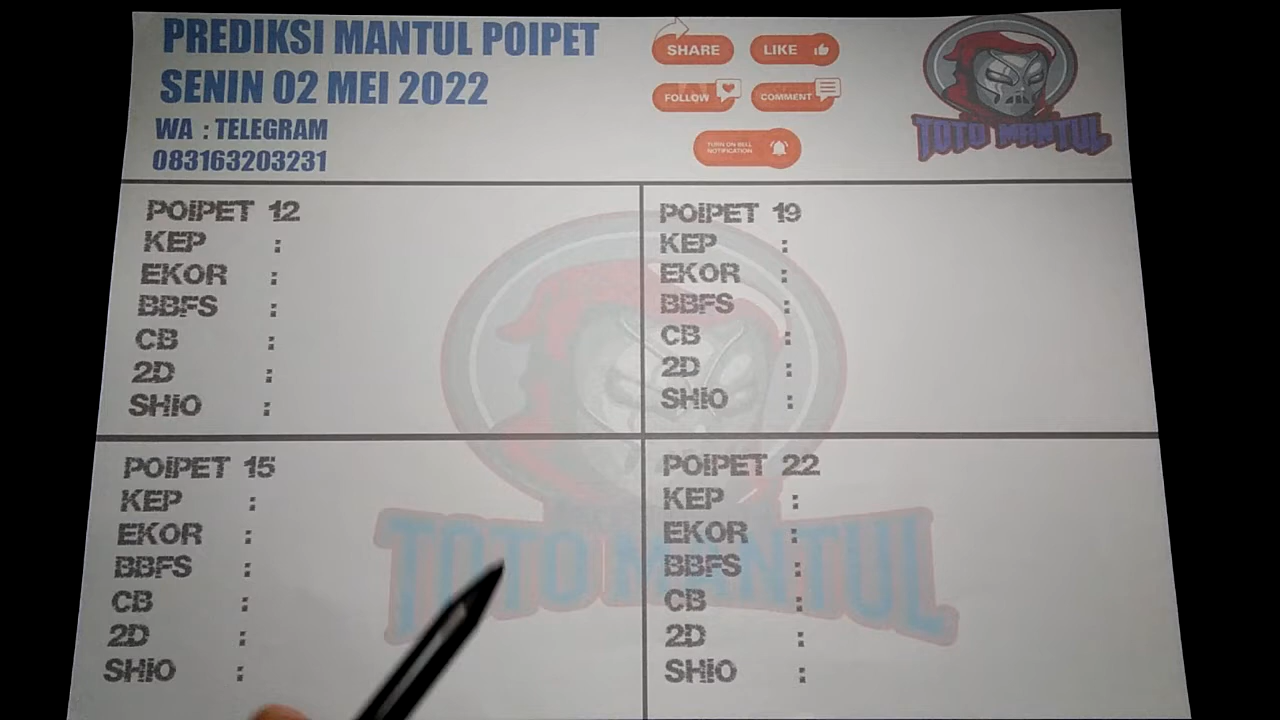 PREDIKSI MANTUL POIPET
SENIN 02 MEI 2022
WA : TELEGRAM
083163203231
SHARE
LIKE
FOLLOW
COMMENT
TURN ON BELL
NOTIFICATION
TOTO MANTUL
POIPET 12
KEP :
EKOR :
BBFS :
CB :
2D :
SHIO :
POIPET 19
KEP :
EKOR :
BBFS :
CB :
2D :
SHIO :
POIPET 15
KEP :
EKOR :
BBFS :
CB :
2D :
SHIO :
POIPET 22
KEP :
EKOR :
BBFS :
CB :
2D :
SHIO :
TOTO MANTUL